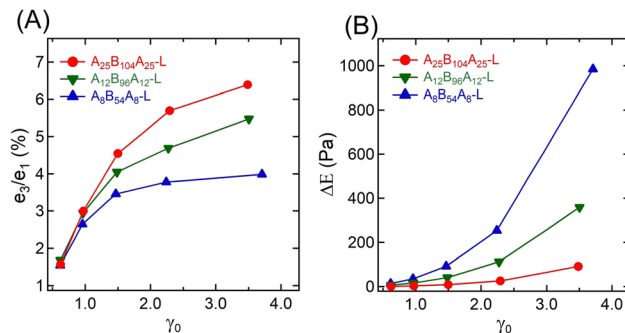 (A)
(B)
A₂₅B₁₀₄A₂₅-L
A₁₂B₉₆A₁₂-L
A₈B₅₄A₈-L
e₃/e₁ (%)
7
6
5
4
3
2
1
1.0 2.0 3.0 4.0
γ₀
A₂₅B₁₀₄A₂₅-L
A₁₂B₉₆A₁₂-L
A₈B₅₄A₈-L
ΔE (Pa)
1000
800
600
400
200
0
1.0 2.0 3.0 4.0
γ₀